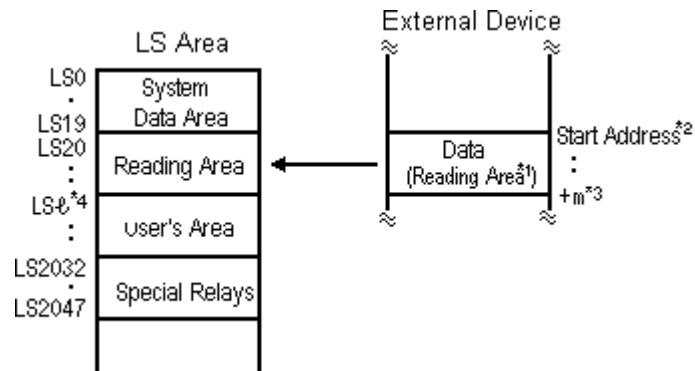 External Device
LS Area
LS0
.
LS19
LS20
:
LS-ℓ*4
:
LS2032
.
LS2047
System
Data Area
Reading Area
user's Area
Special Relays
Data
(Reading Area*1)
Start Address*2
:
+m*3